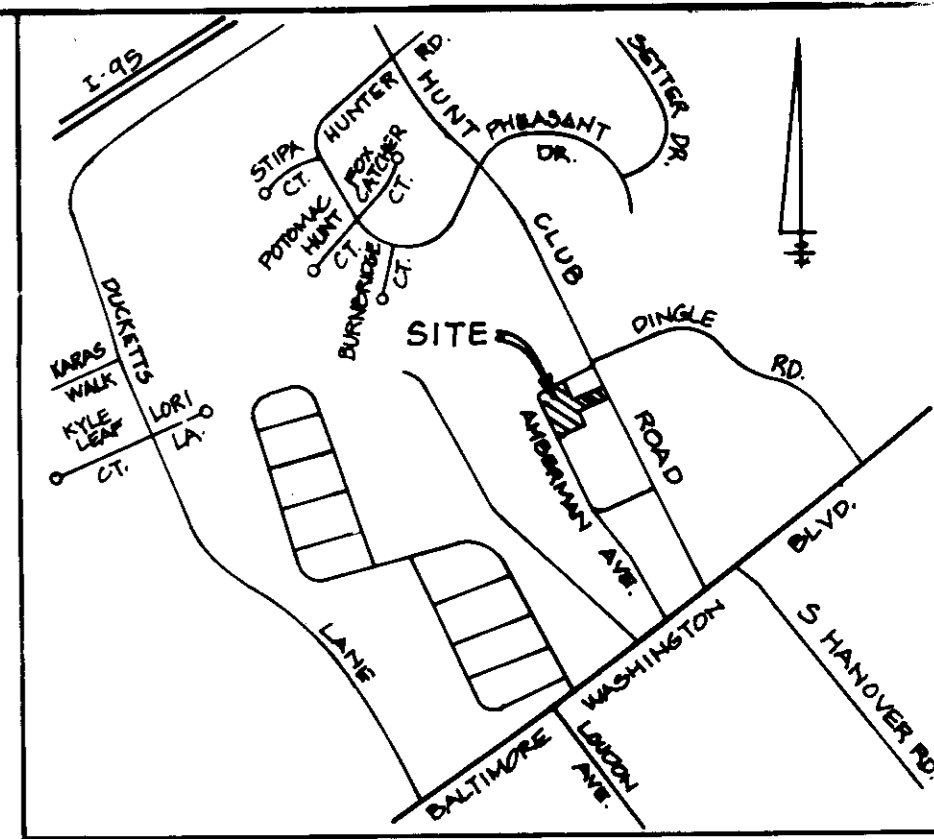 I-95
HUNTER RD.
HUNT
CLUB
ROAD
SETTER DR.
PHEASANT
DR.
STIPA
CT.
FOX
CATCHER
CT.
POTOMAC
HUNT
CT.
BURNBRIDGE
CT.
DUCKETTS
LANE
KARAS
WALK
KYLE
LEAF
CT.
LORI
LA.
SITE
DINGLE
RD.
AMBERMAN AVE.
BALTIMORE WASHINGTON BLVD.
S HANOVER RD.
LOUDON
AVE.